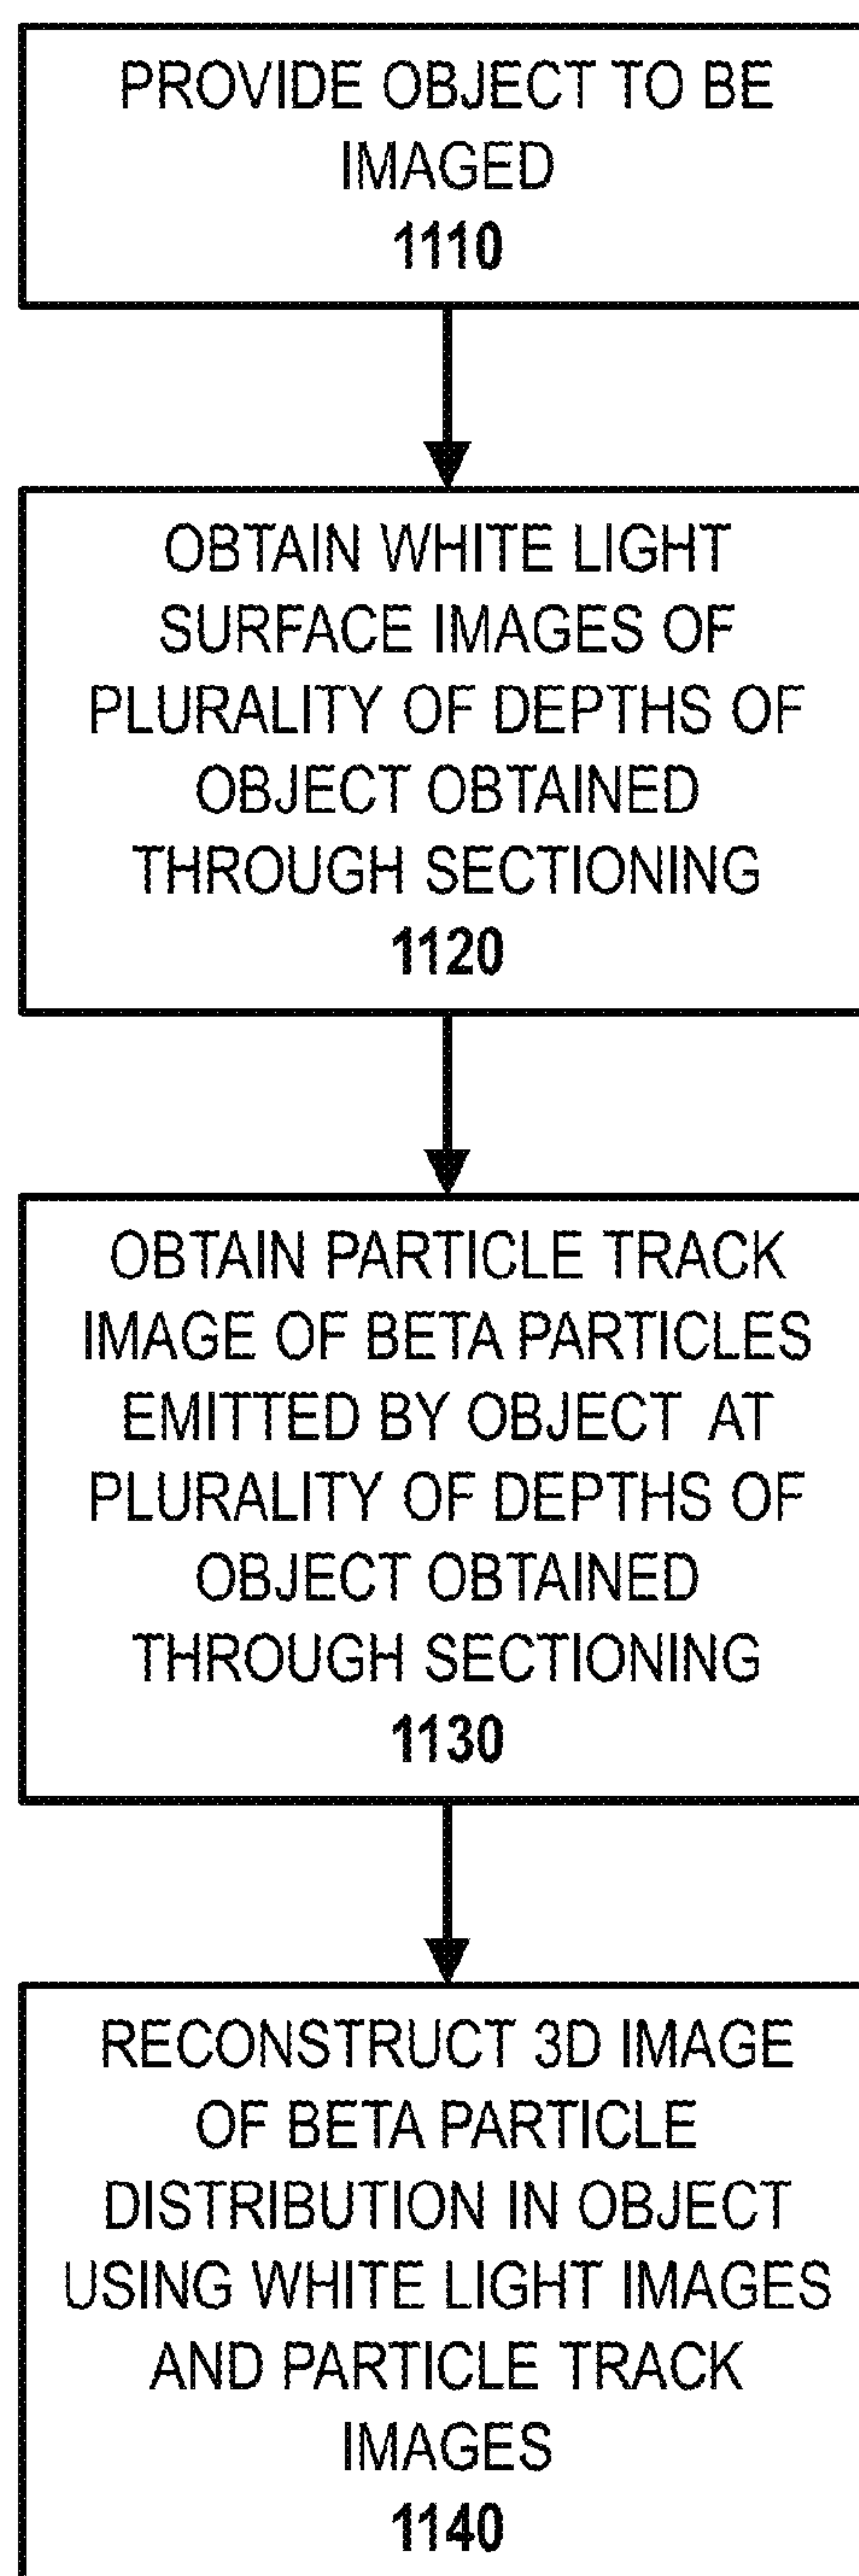 PROVIDE OBJECT TO BE
IMAGED
1110
OBTAIN WHITE LIGHT
SURFACE IMAGES OF
PLURALITY OF DEPTHS OF
OBJECT OBTAINED
THROUGH SECTIONING
1120
OBTAIN PARTICLE TRACK
IMAGE OF BETA PARTICLES
EMITTED BY OBJECT AT
PLURALITY OF DEPTHS OF
OBJECT OBTAINED
THROUGH SECTIONING
1130
RECONSTRUCT 3D IMAGE
OF BETA PARTICLE
DISTRIBUTION IN OBJECT
USING WHITE LIGHT IMAGES
AND PARTICLE TRACK
IMAGES
1140